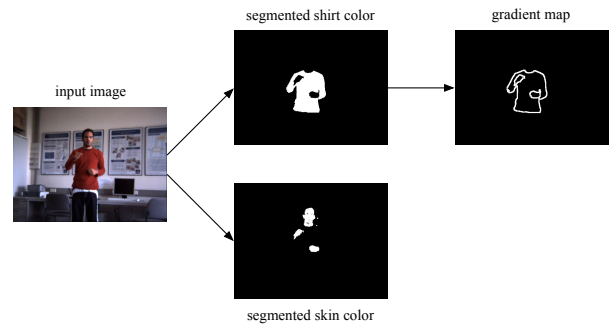 segmented shirt color
gradient map
input image
segmented skin color